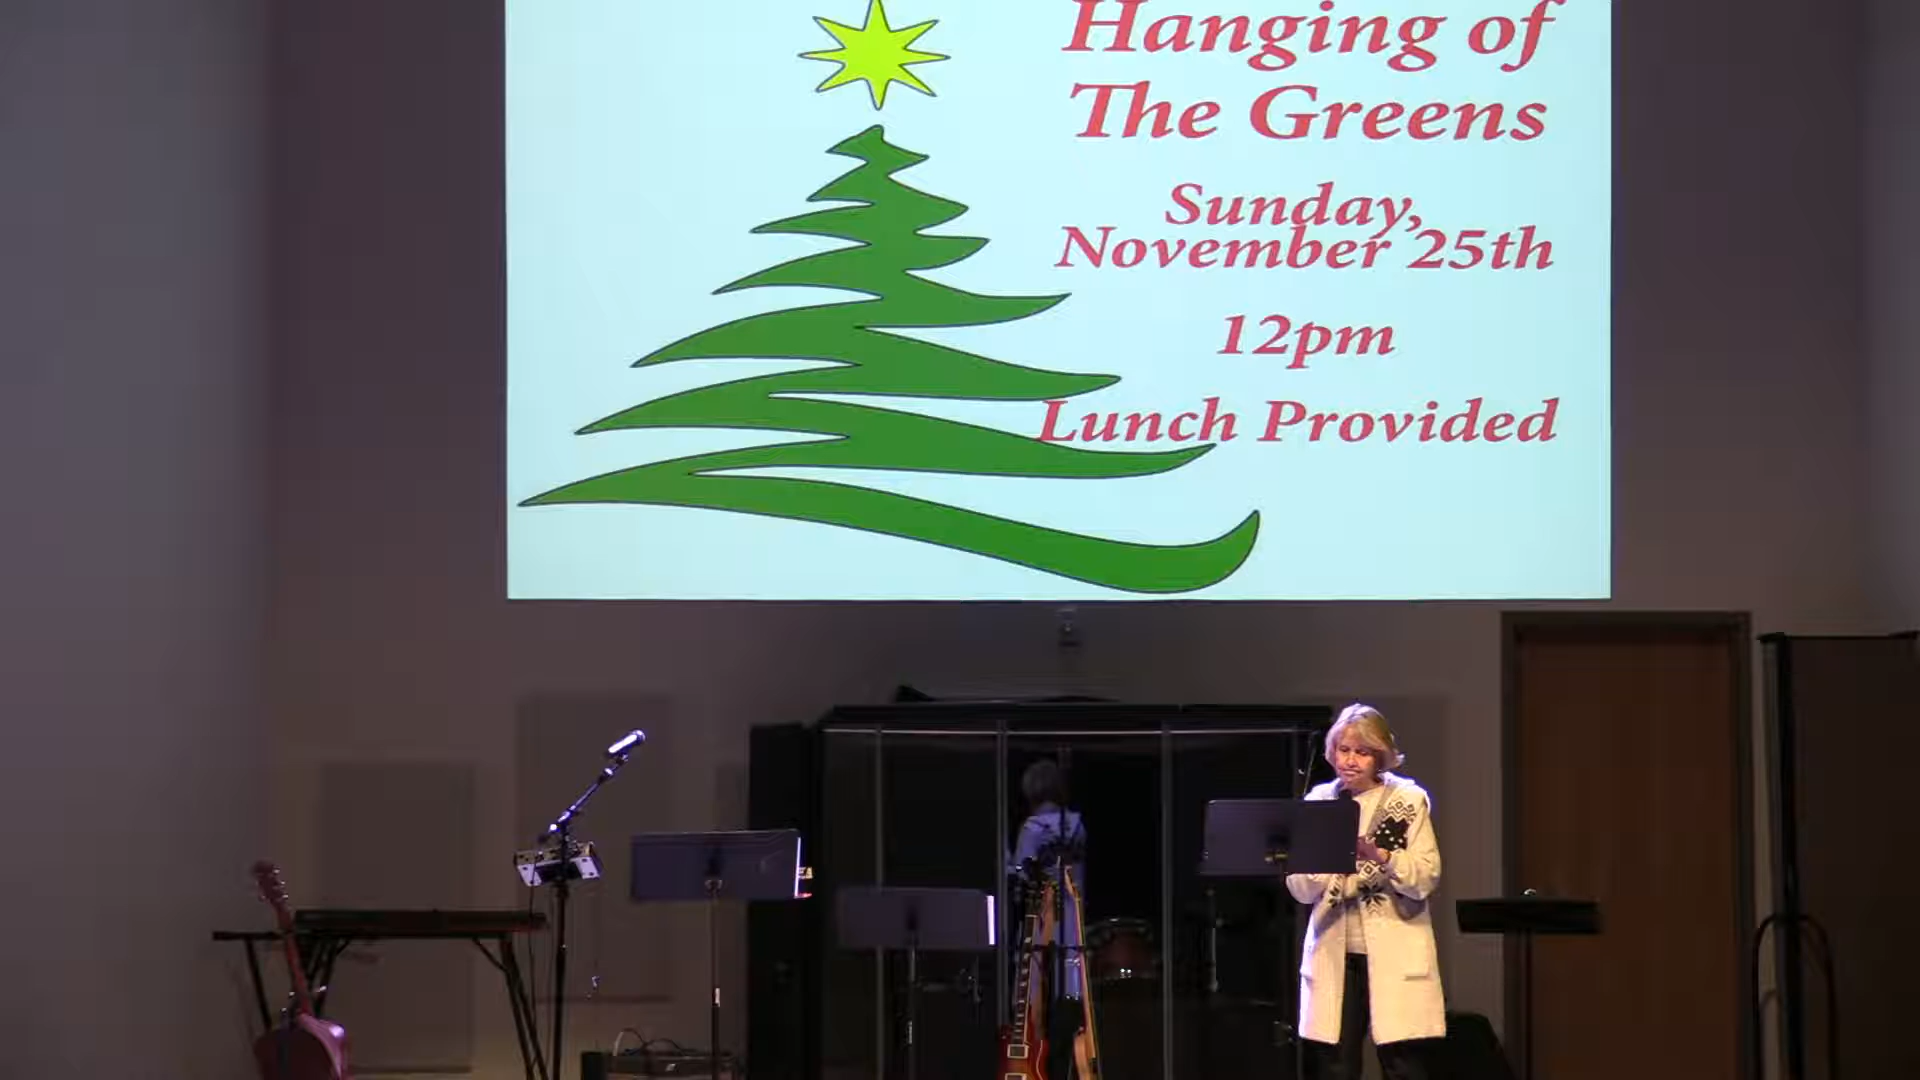 Hanging of
The Greens
Sunday,
November 25th
12pm
Lunch Provided